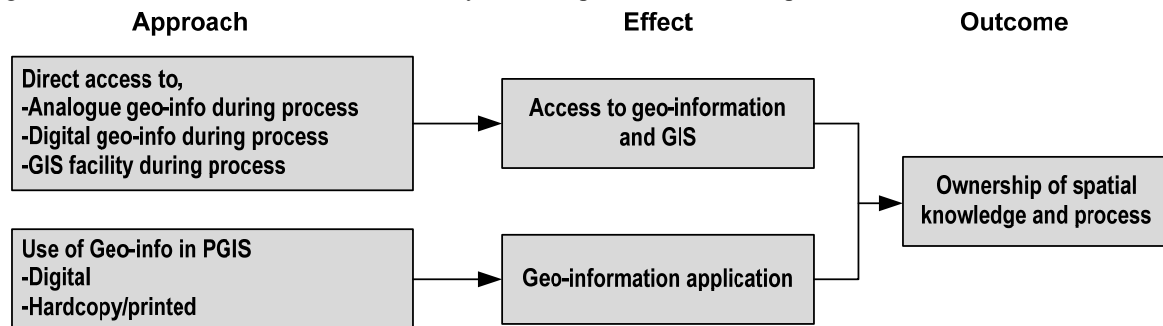 Approach
Effect
Outcome
Direct access to,
-Analogue geo-info during process
-Digital geo-info during process
-GIS facility during process
Access to geo-information
and GIS
Ownership of spatial
knowledge and process
Use of Geo-info in PGIS
-Digital
-Hardcopy/printed
Geo-information application